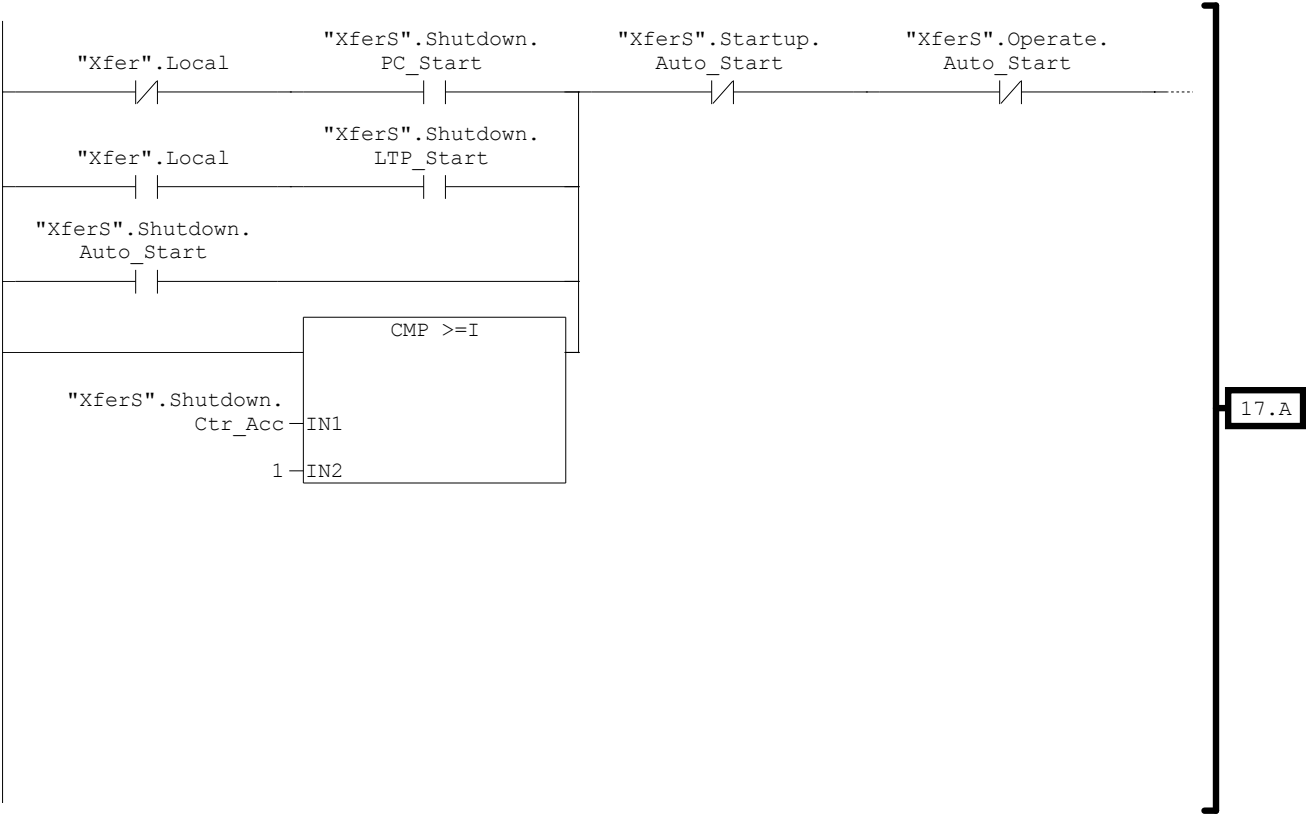 "XferS".Shutdown. "XferS".Startup. "XferS".Operate.
"Xfer".Local PC_Start Auto_Start Auto_Start
"XferS".Shutdown.
"Xfer".Local LTP_Start
"XferS".Shutdown.
Auto_Start
CMP >=I
"XferS".Shutdown.
Ctr_Acc IN1
1 IN2
17.A